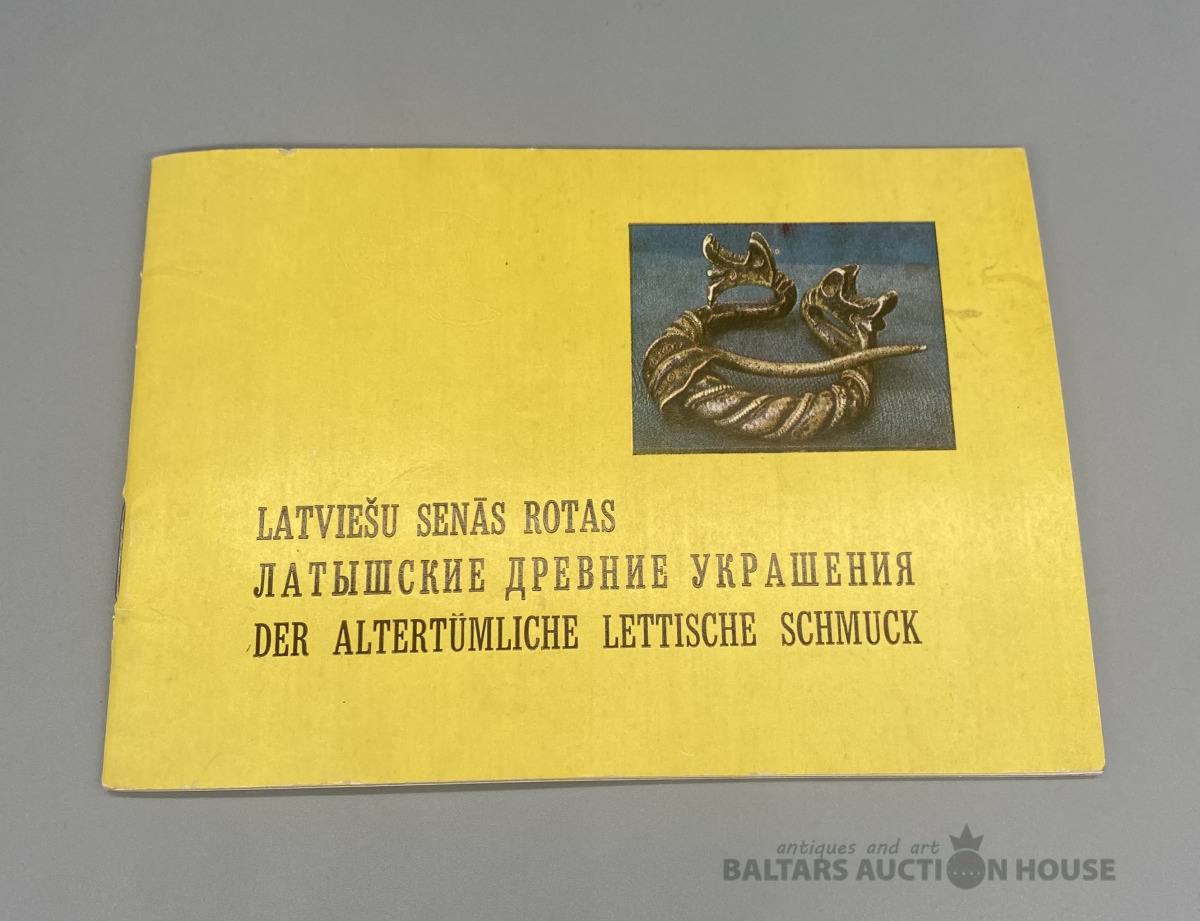 LATVIEŠU SENĀS ROTAS
ЛАТЫШСКИЕ ДРЕВНИЕ УКРАШЕНИЯ
DER ALTERTÜMLICHE LETTISCHE SCHMUCK
antiques and art
BALTARS AUCTION HOUSE